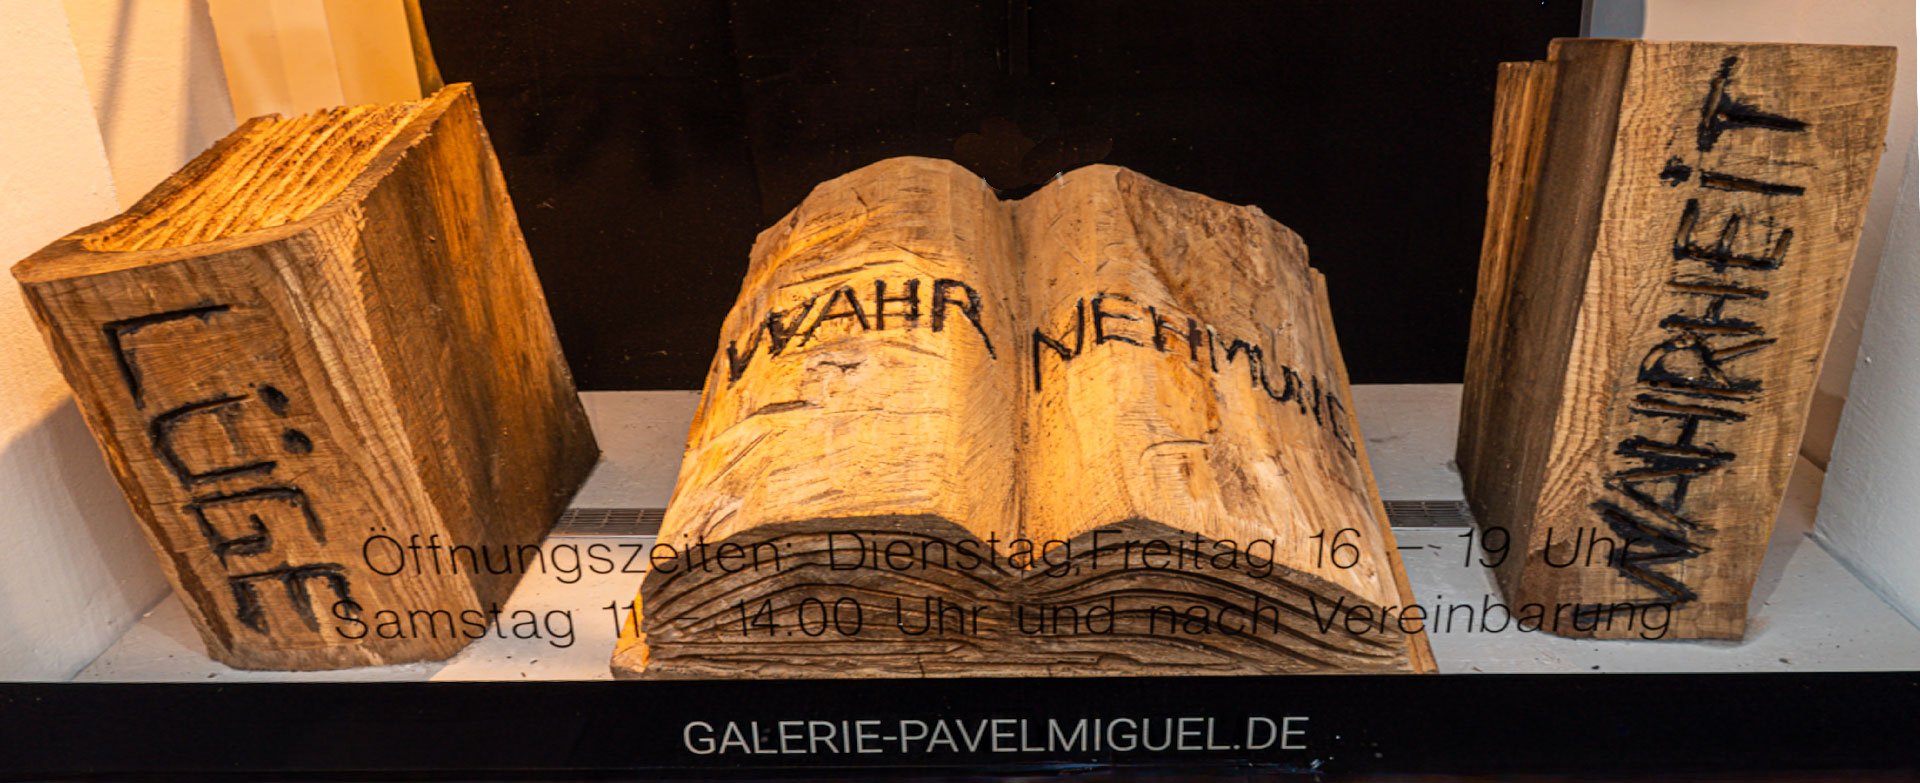 LÜGE
WAHR NEHMUNG
WAHRHEiT
Öffnungszeiten: Dienstag,Freitag 16 – 19 Uhr
Samstag 11 – 14.00 Uhr und nach Vereinbarung
GALERIE-PAVELMIGUEL.DE